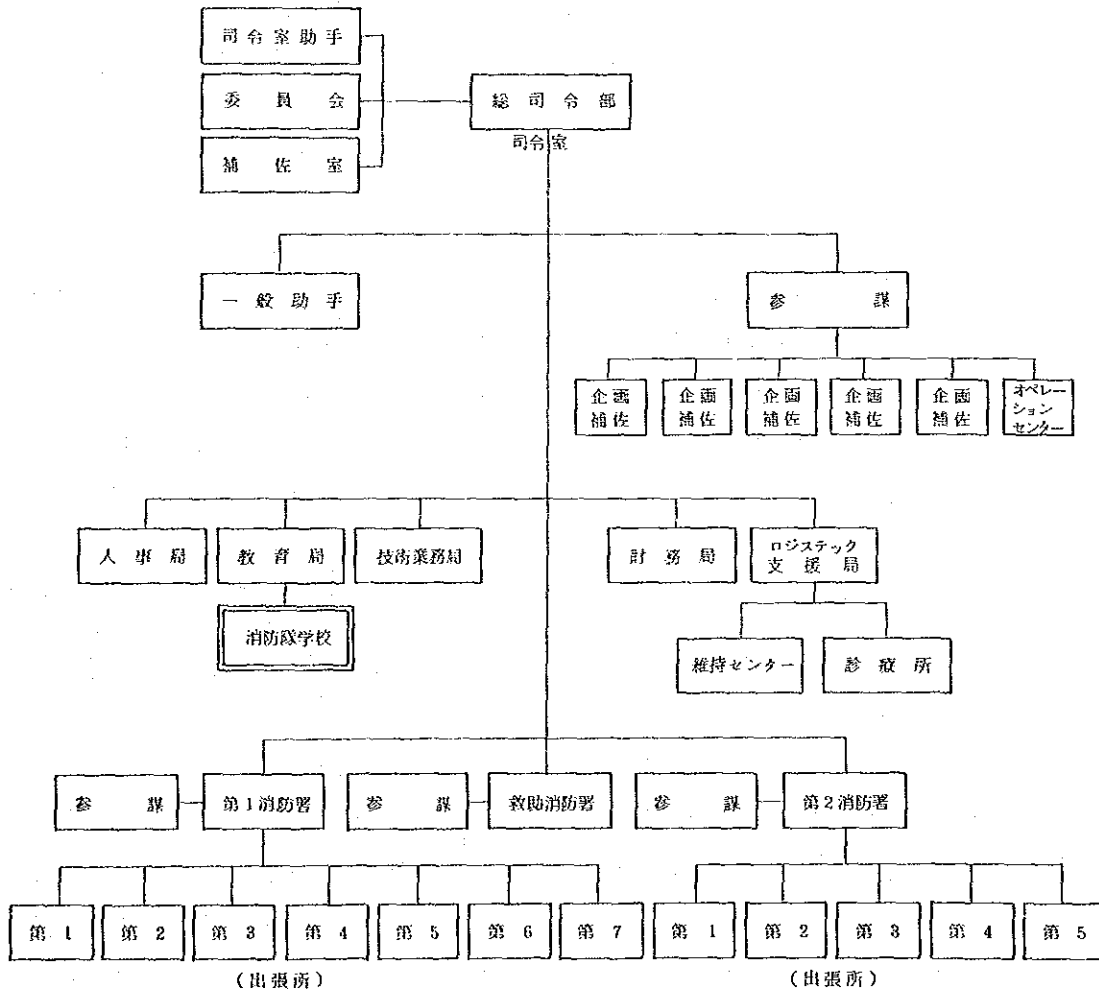 司令室助手
委員会
補佐室
総司令部
司令室
一般助手
参謀
企画
補佐
企画
補佐
企画
補佐
企画
補佐
企画
補佐
オペレー
ション
センター
人事局
教育局
技術業務局
財務局
ロジステック
支援局
消防隊学校
維持センター
診療所
参謀
第1消防署
参謀
救助消防署
参謀
第2消防署
第1
第2
第3
第4
第5
第6
第7
第1
第2
第3
第4
第5
(出張所)
(出張所)